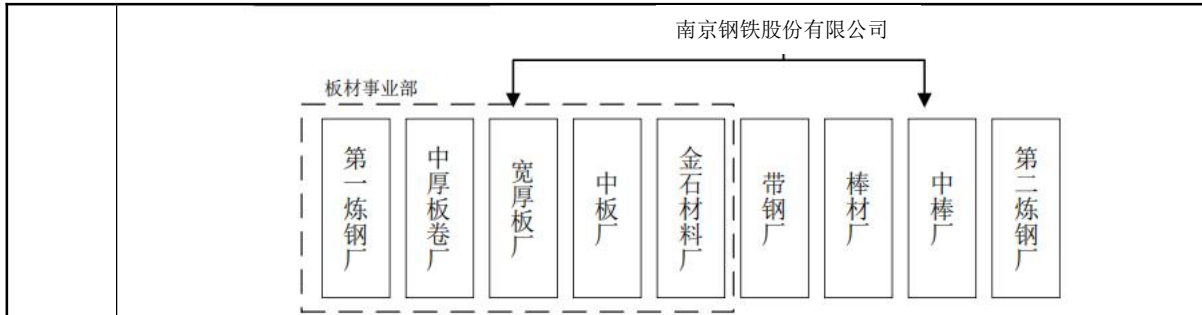 南京钢铁股份有限公司
板材事业部
第一炼钢厂
中厚板卷厂
宽厚板厂
中板厂
金石材料厂
带钢厂
棒材厂
中棒厂
第二炼钢厂